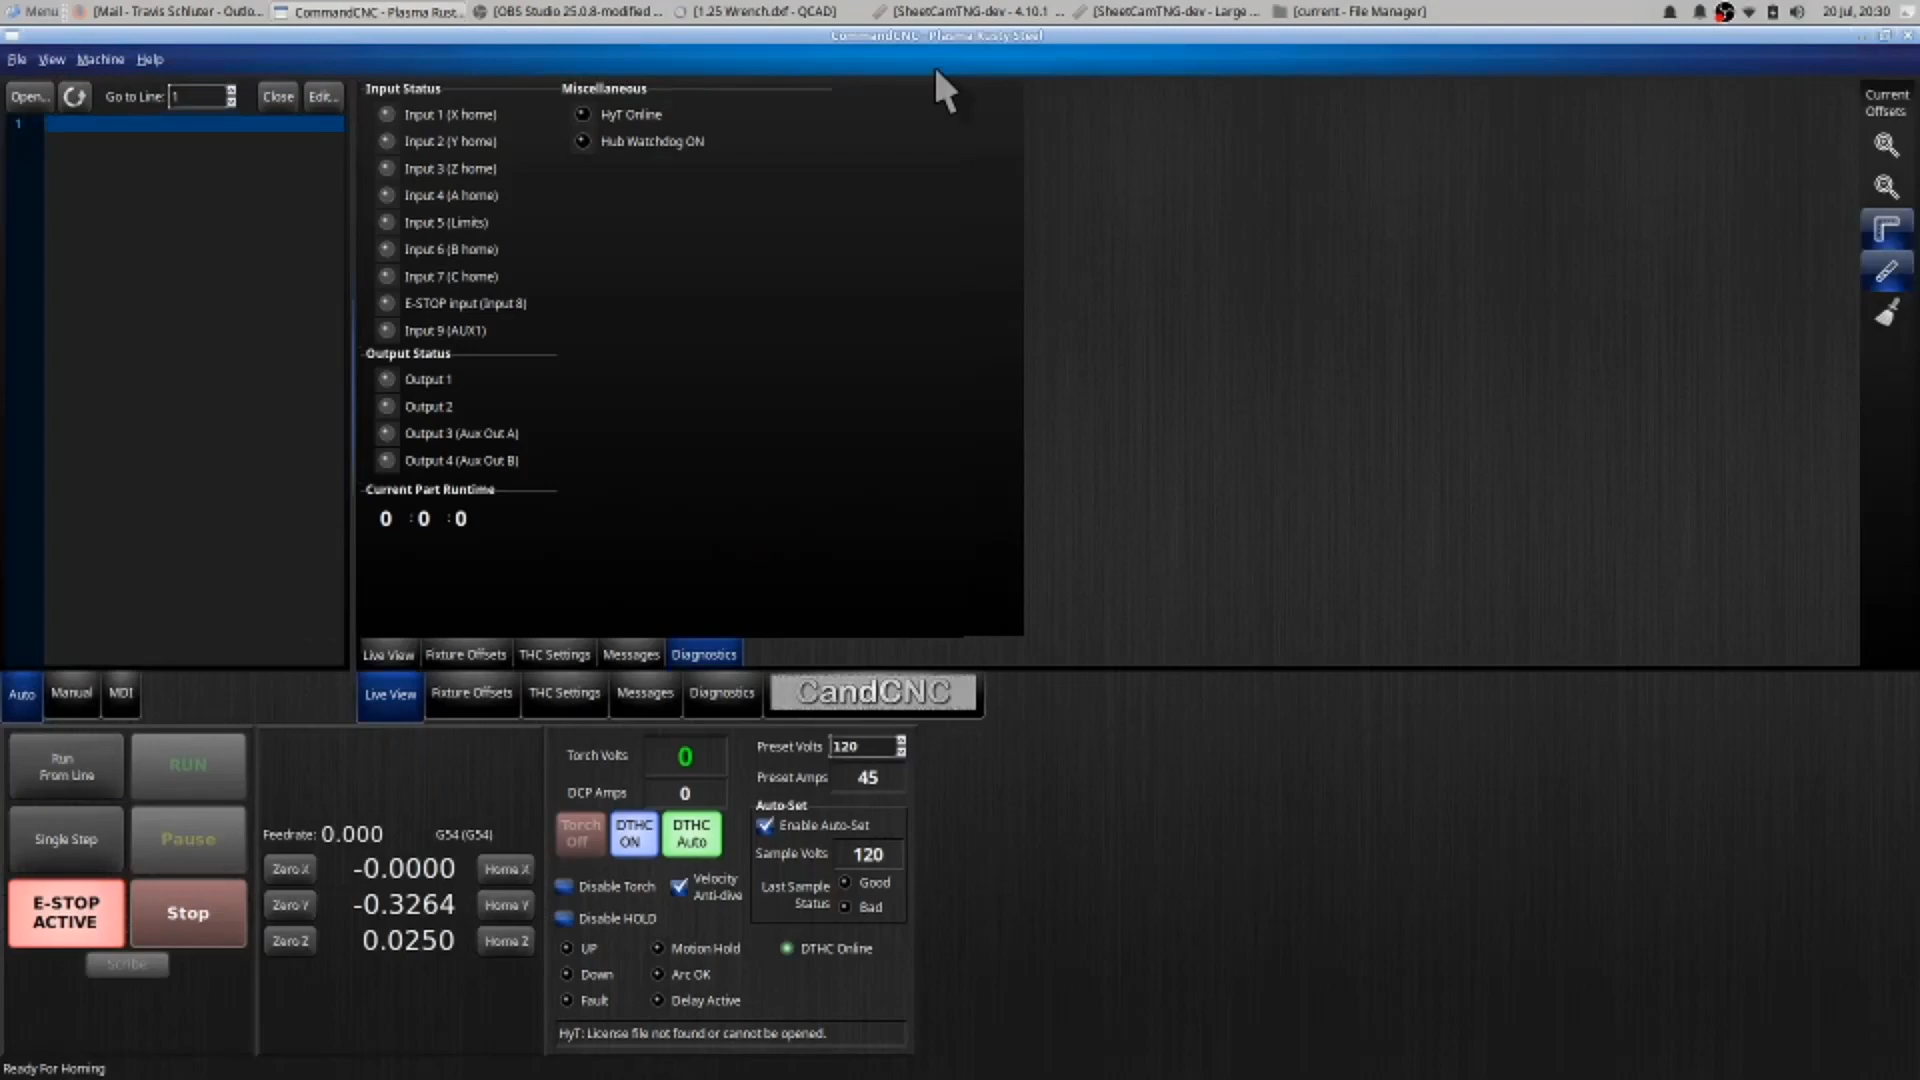 Menu [Mail - Travis Schluter - Outlo... CommandCNC - Plasma Rust... [OBS Studio 25.0.8-modified ... [1.25 Wrench.dxf - QCAD] [SheetCamTNG-dev - 4.10.1 ... [SheetCamTNG-dev - Large ... [current - File Manager] 20 Jul, 20:30
CommandCNC - Plasma Rusty Steel
File View Machine Help
Open... Go to Line: 1 Close Edit...
1
Input Status
Input 1 (X home)
Input 2 (Y home)
Input 3 (Z home)
Input 4 (A home)
Input 5 (Limits)
Input 6 (B home)
Input 7 (C home)
E-STOP input (Input 8)
Input 9 (AUX1)
Output Status
Output 1
Output 2
Output 3 (Aux Out A)
Output 4 (Aux Out B)
Current Part Runtime
0 : 0 : 0
Miscellaneous
HyT Online
Hub Watchdog ON
Current
Offsets
Live View Fixture Offsets THC Settings Messages Diagnostics
Auto Manual MDI
Live View Fixture Offsets THC Settings Messages Diagnostics CandCNC
Run
From Line
RUN
Single Step
Pause
E-STOP
ACTIVE
Stop
Scribe
Feedrate: 0.000 G54 (G54)
Zero X -0.0000 Home X
Zero Y -0.3264 Home Y
Zero Z 0.0250 Home Z
Torch Volts 0
DCP Amps 0
Torch
Off
DTHC
ON
DTHC
Auto
Disable Torch
Velocity
Anti-dive
Disable HOLD
UP Motion Hold DTHC Online
Down Arc OK
Fault Delay Active
Preset Volts 120
Preset Amps 45
Auto-Set
Enable Auto-Set
Sample Volts 120
Last Sample
Status
Good
Bad
HyT: License file not found or cannot be opened.
Ready For Homing